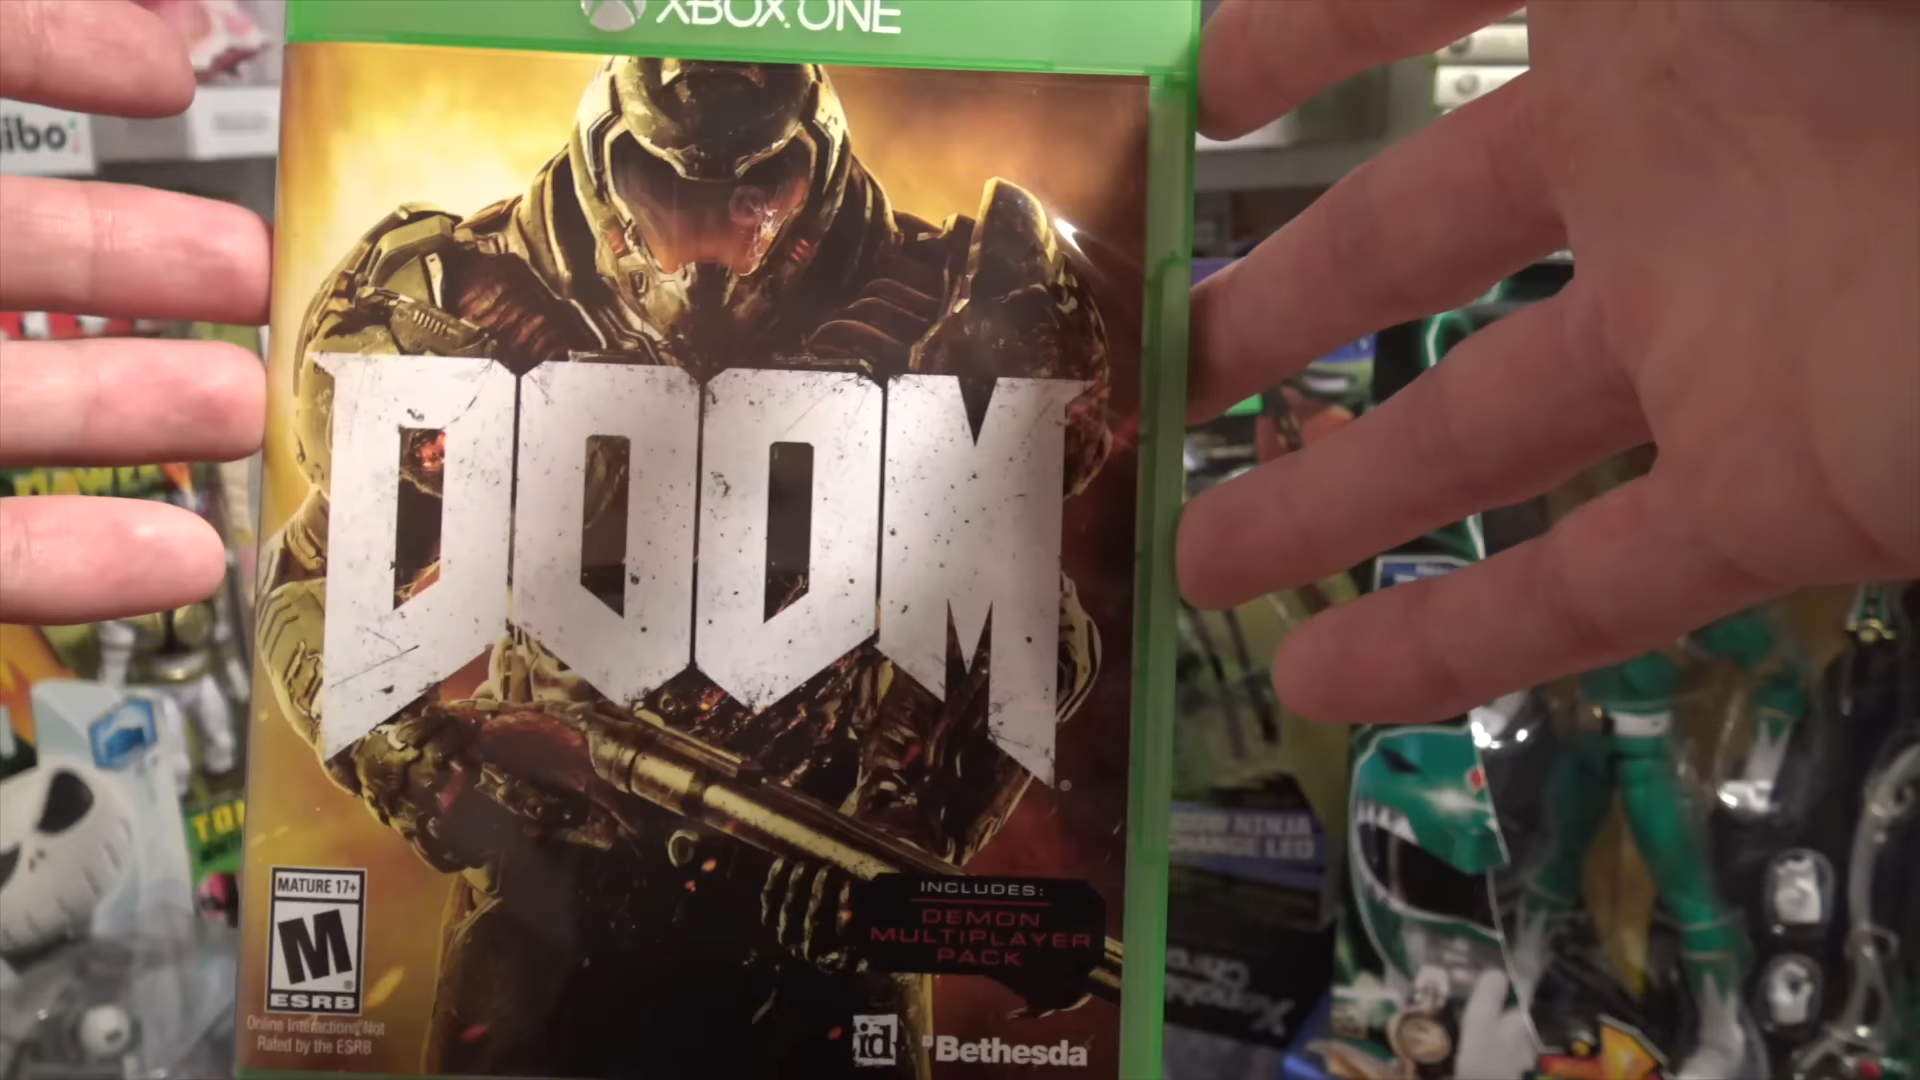 XBOX ONE
iibo
DOOM
INCLUDES:
DEMON
MULTIPLAYER
PACK
MATURE 17+
M
ESRB
Online Interactions Not
Rated by the ESRB
id
Bethesda